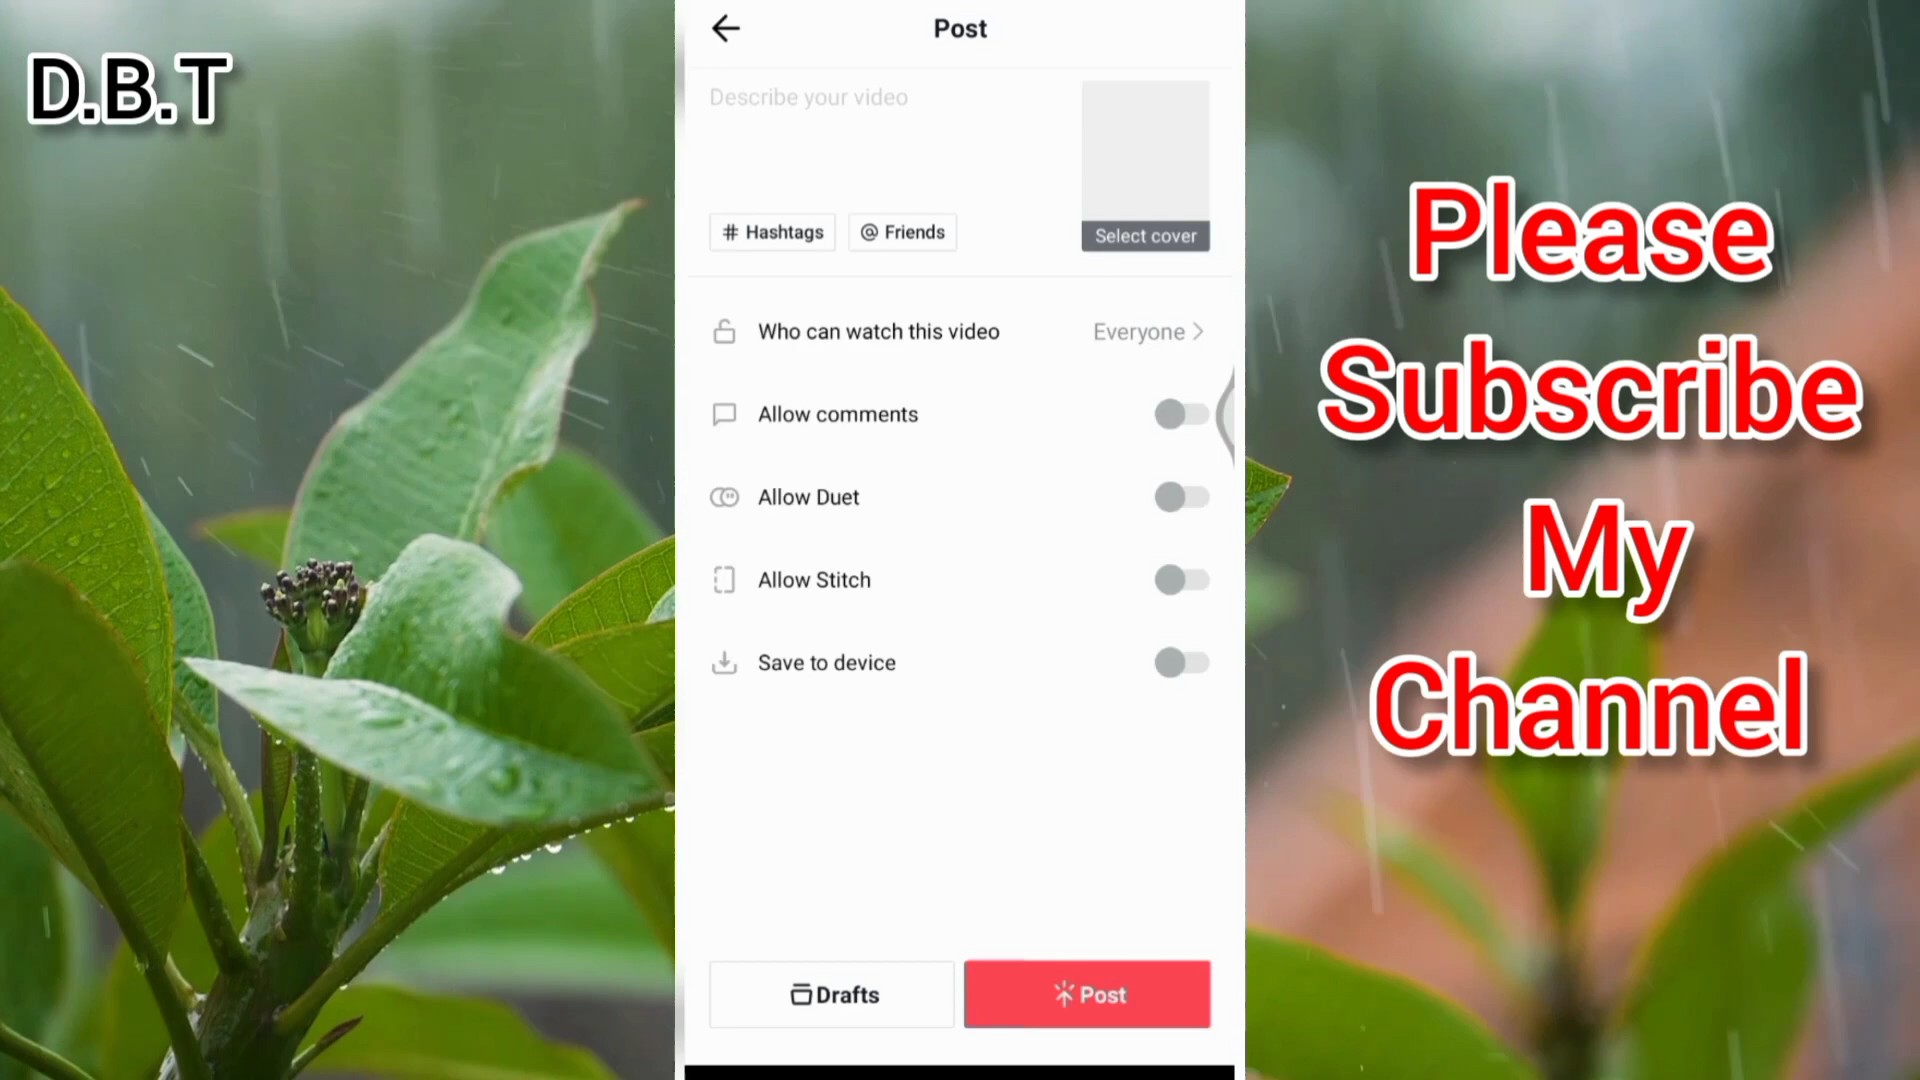 D.B.T
Post
Describe your video
# Hashtags
@ Friends
Select cover
Who can watch this video
Everyone
Allow comments
Allow Duet
Allow Stitch
Save to device
Drafts
Post
Please
Subscribe
My
Channel